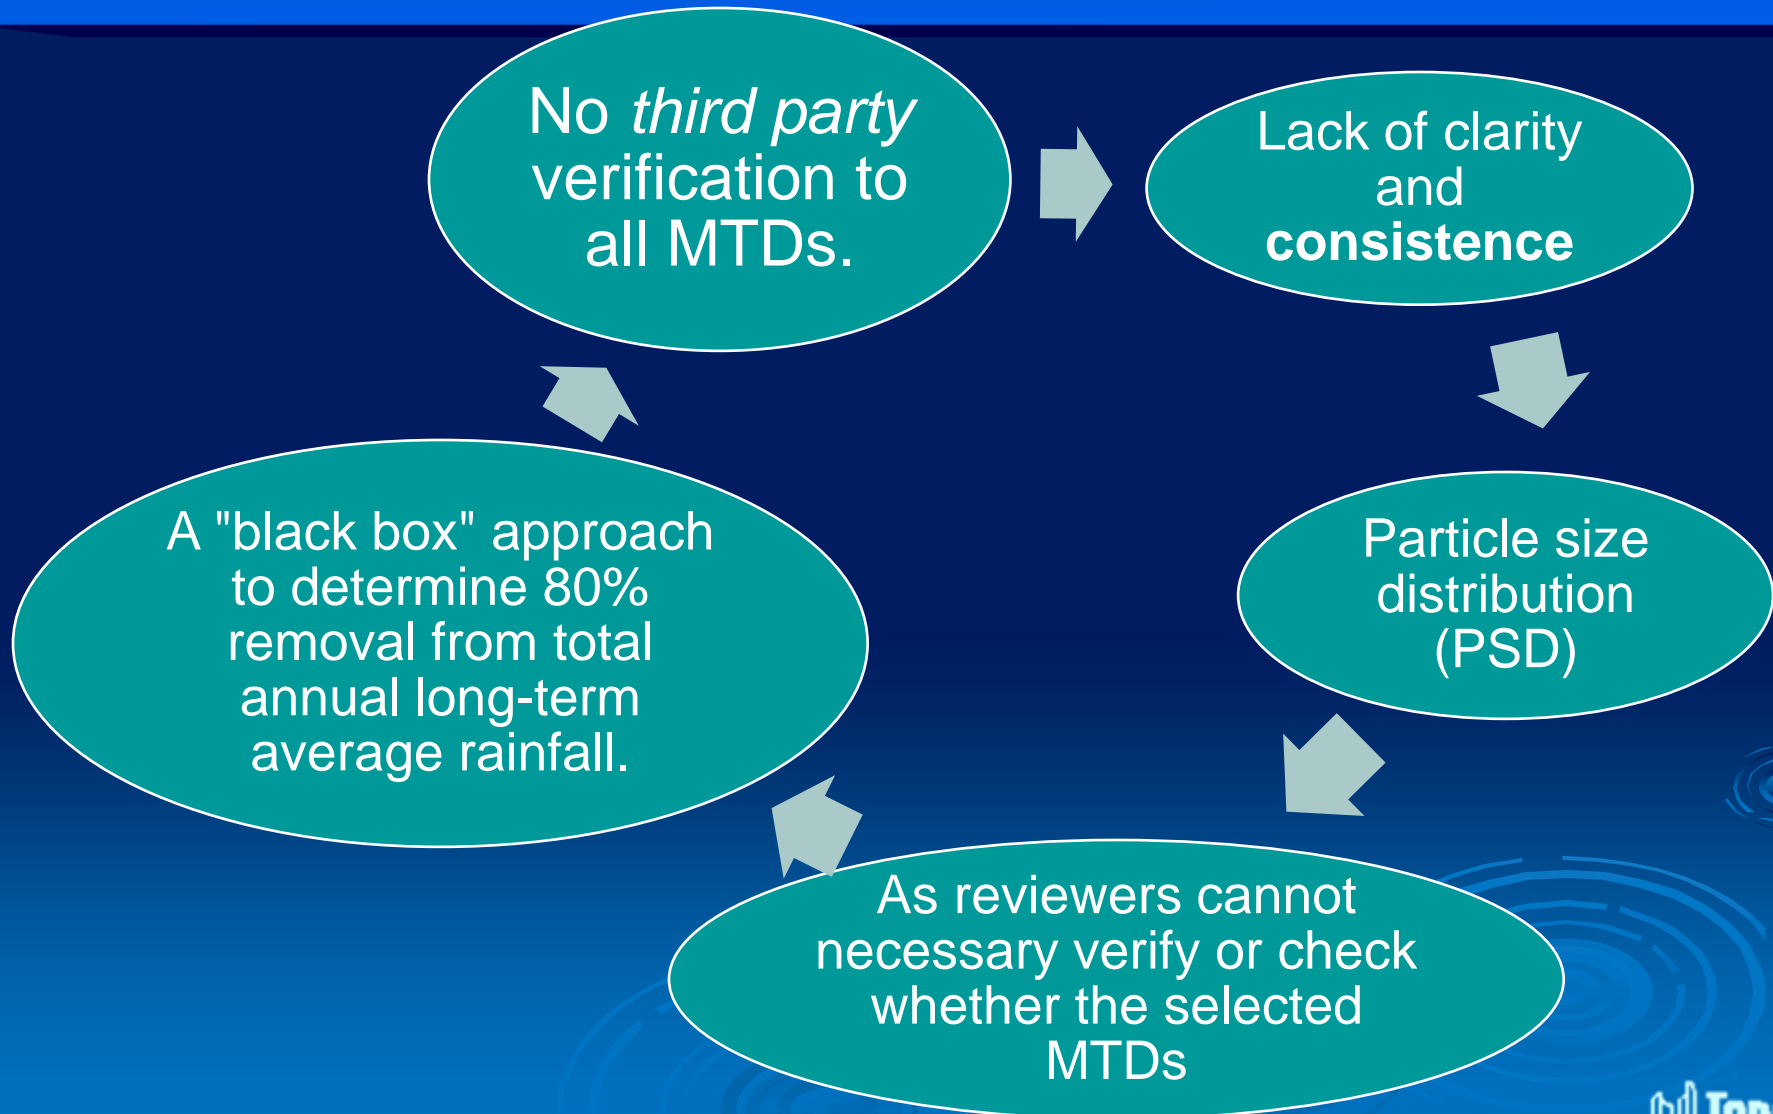 No third party
verification to
all MTDs.
Lack of clarity
and
consistence
Particle size
distribution
(PSD)
As reviewers cannot
necessary verify or check
whether the selected
MTDs
A "black box" approach
to determine 80%
removal from total
annual long-term
average rainfall.